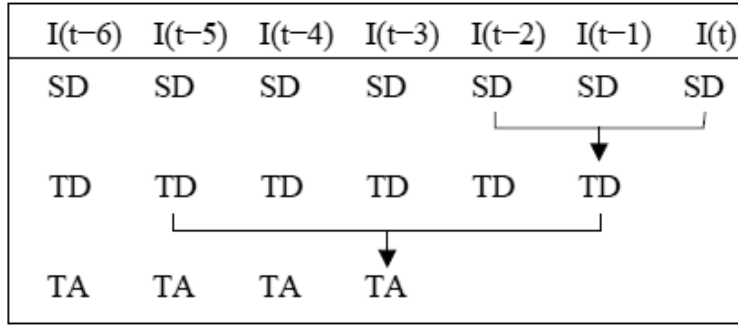 I(t−6) I(t−5) I(t−4) I(t−3) I(t−2) I(t−1) I(t)
SD SD SD SD SD SD SD
TD TD TD TD TD TD
TA TA TA TA